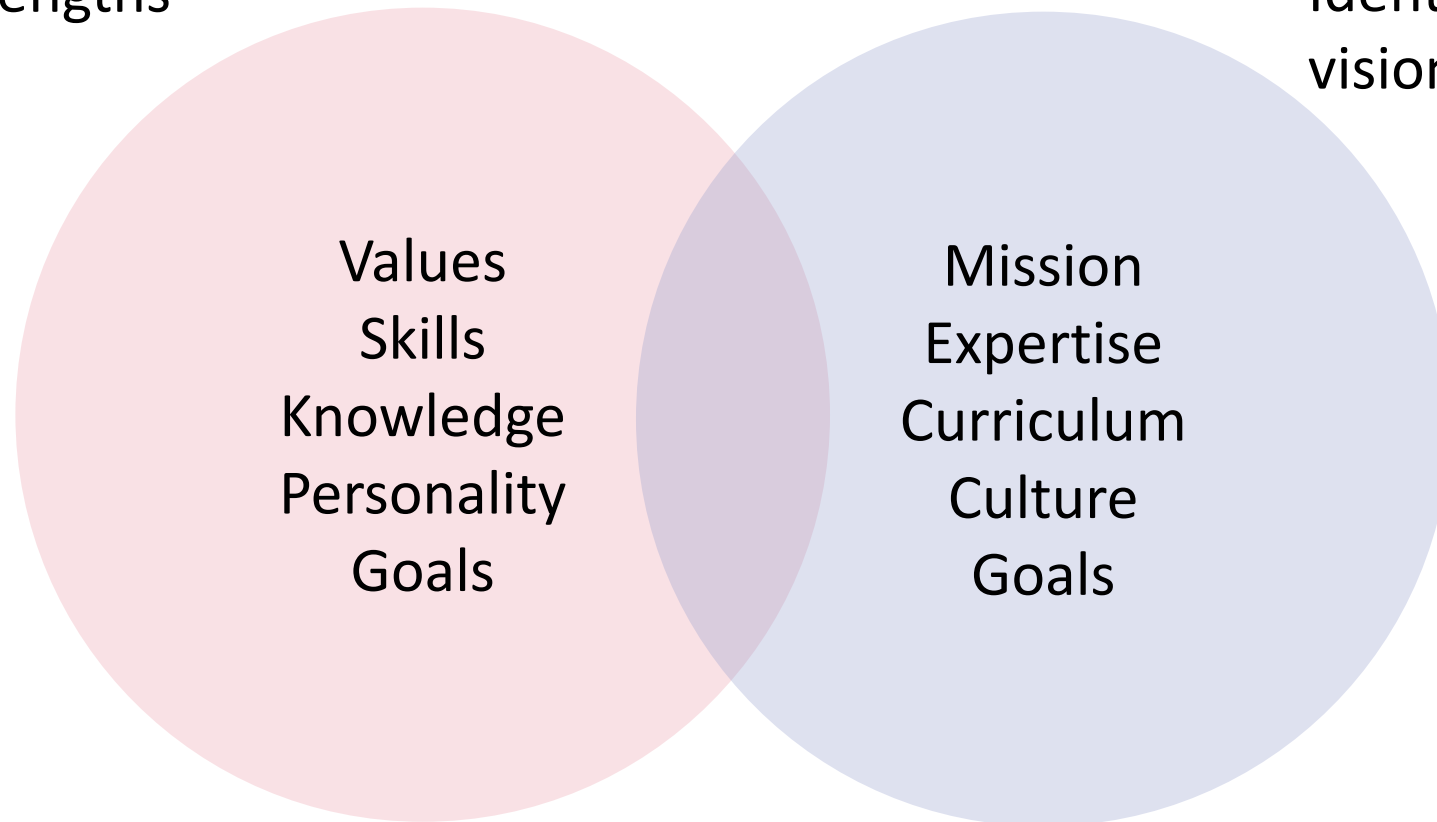 Values
Skills
Knowledge
Personality
Goals
Mission
Expertise
Curriculum
Culture
Goals